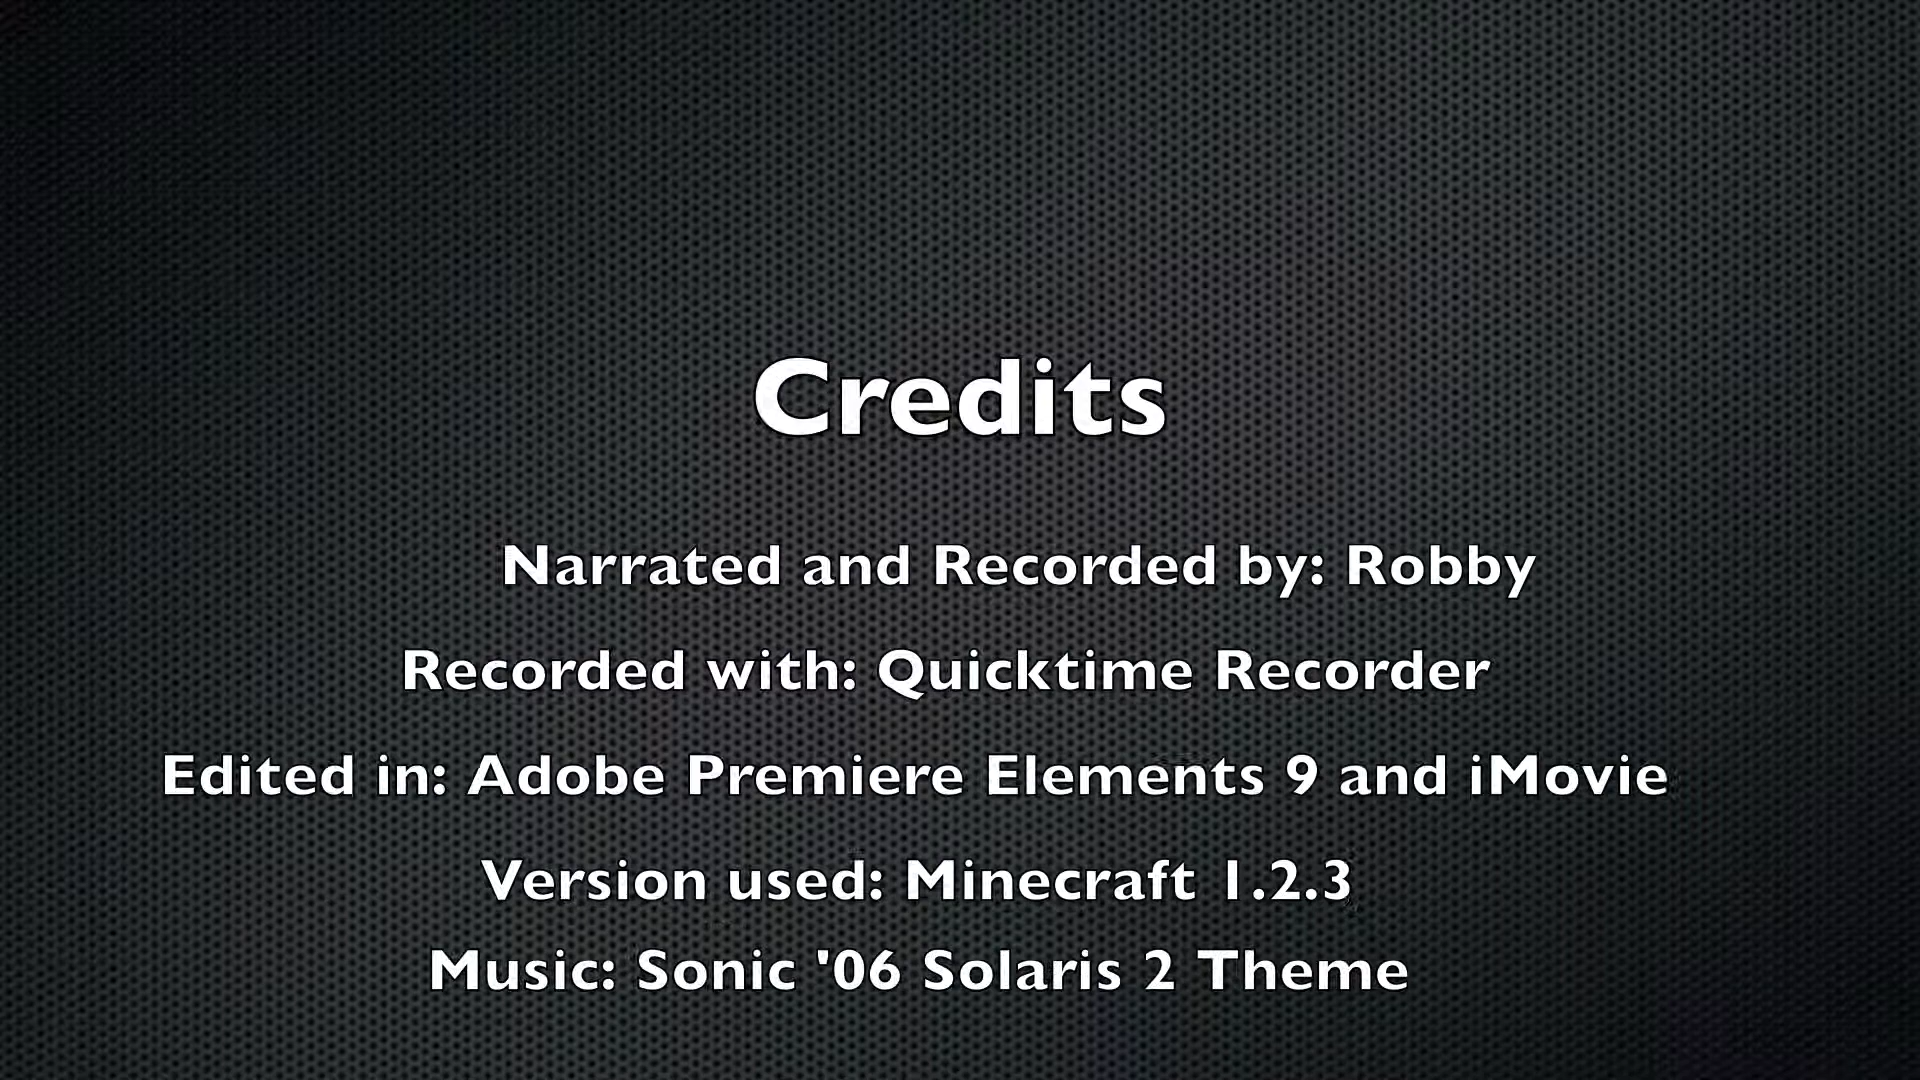 Credits
Narrated and Recorded by: Robby
Recorded with: Quicktime Recorder
Edited in: Adobe Premiere Elements 9 and iMovie
Version used: Minecraft 1.2.3
Music: Sonic '06 Solaris 2 Theme